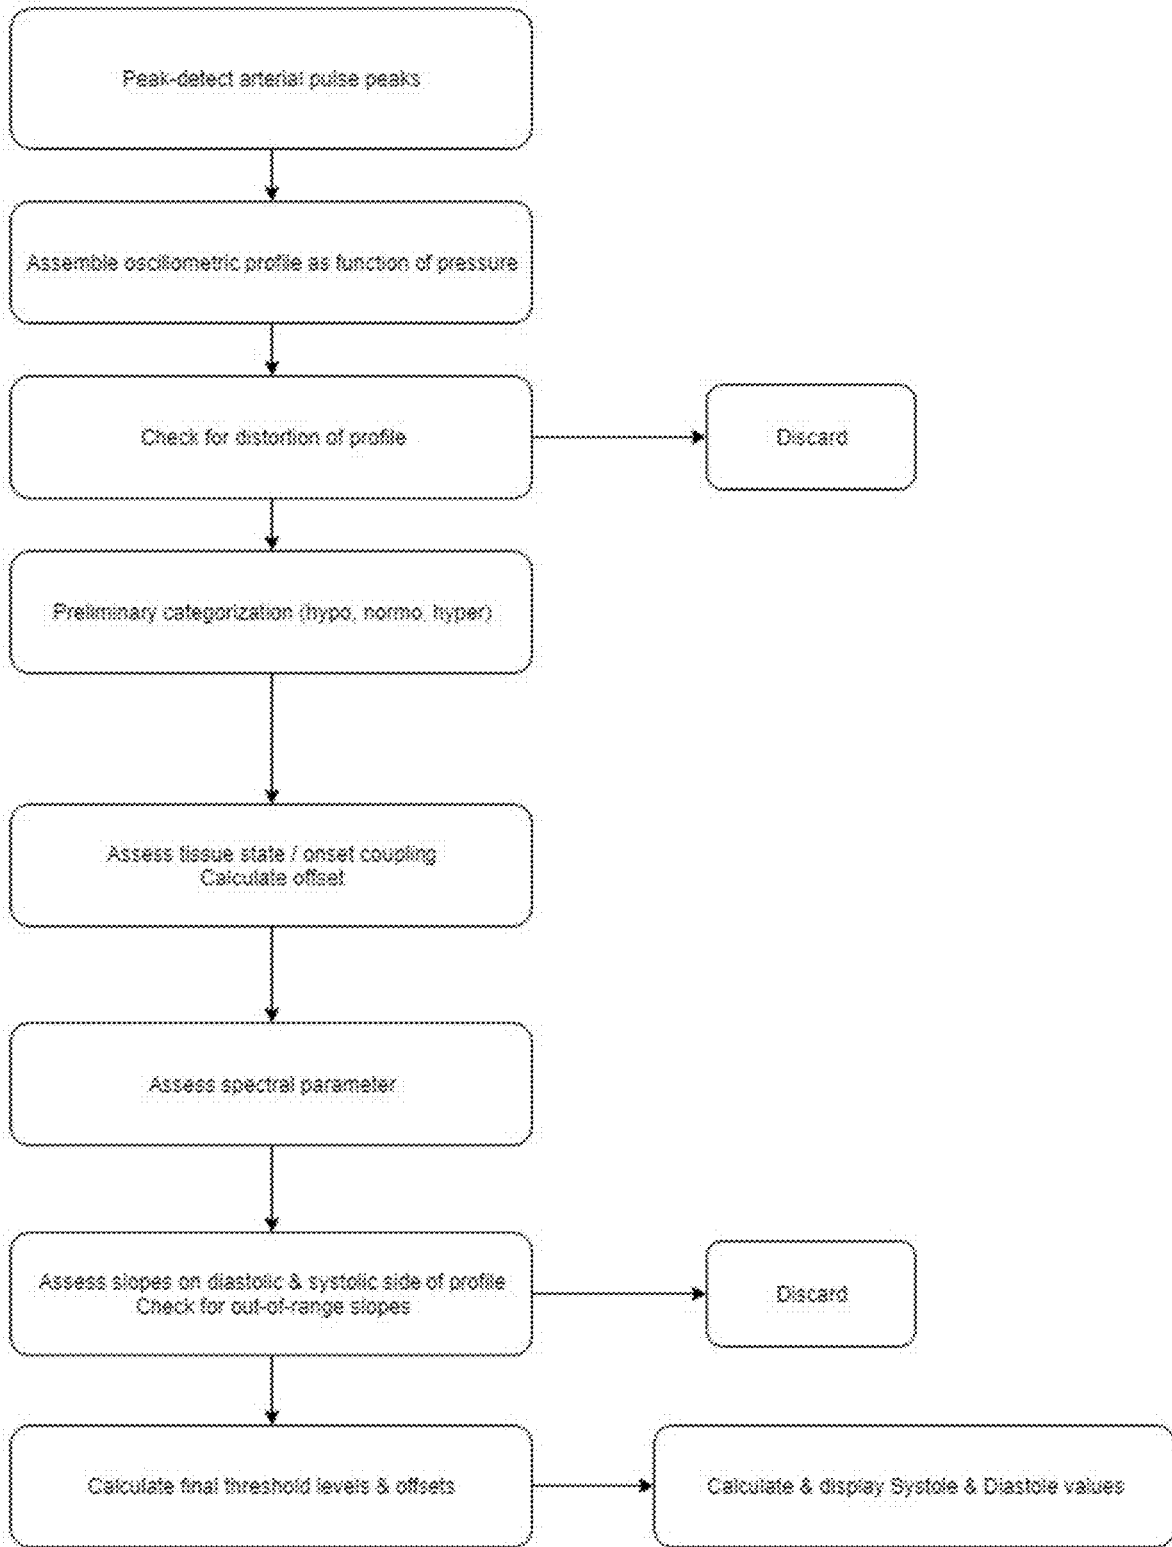 Peak-detect arterial pulse peaks
Assemble oscillometric profile as function of pressure
Check for distortion of profile
Discard
Preliminary categorization (hypo, normo, hyper)
Assess tissue state / onset coupling
Calculate offset
Assess spectral parameter
Assess slopes on diastolic & systolic side of profile
Check for out-of-range slopes
Discard
Calculate final threshold levels & offsets
Calculate & display Systole & Diastole values